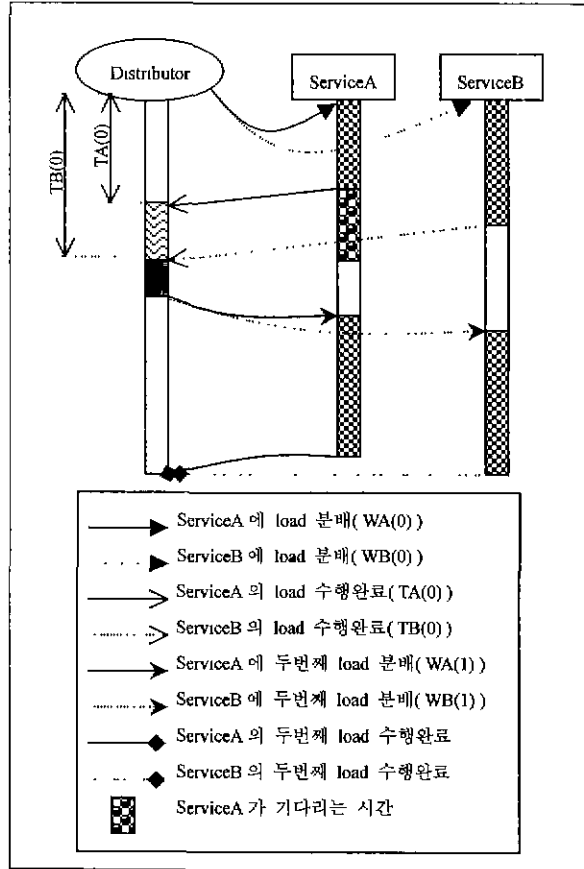 Distributor
ServiceA
ServiceB
TB(0)
TA(0)
ServiceA 에 load 분배( WA(0) )
ServiceB 에 load 분배( WB(0) )
ServiceA 의 load 수행완료( TA(0) )
ServiceB 의 load 수행완료( TB(0) )
ServiceA 에 두번째 load 분배( WA(1) )
ServiceB 에 두번째 load 분배( WB(1) )
ServiceA 의 두번째 load 수행완료
ServiceB 의 두번째 load 수행완료
ServiceA 가 기다리는 시간